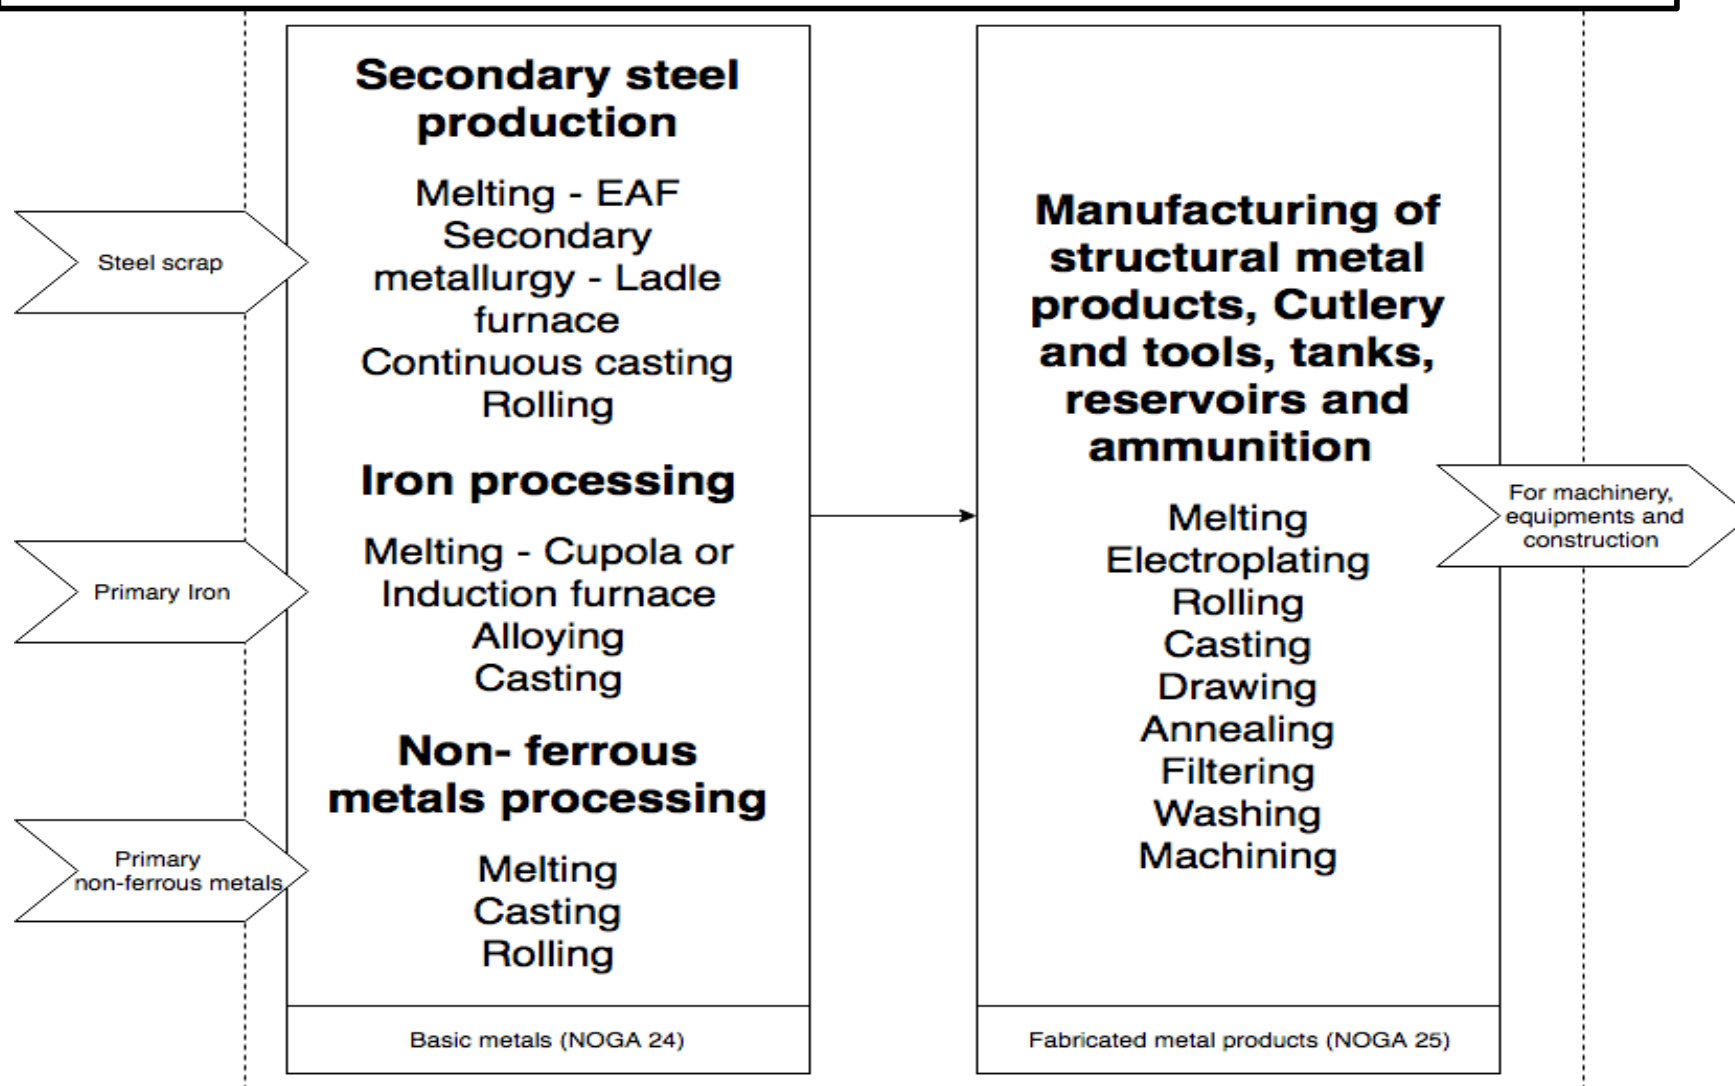 Secondary steel
production
Melting - EAF
Secondary
metallurgy - Ladle
furnace
Continuous casting
Rolling
Iron processing
Melting - Cupola or
Induction furnace
Alloying
Casting
Non- ferrous
metals processing
Melting
Casting
Rolling
Basic metals (NOGA 24)
Steel scrap
Primary Iron
Primary
non-ferrous metals
Manufacturing of
structural metal
products, Cutlery
and tools, tanks,
reservoirs and
ammunition
Melting
Electroplating
Rolling
Casting
Drawing
Annealing
Filtering
Washing
Machining
Fabricated metal products (NOGA 25)
For machinery,
equipments and
construction